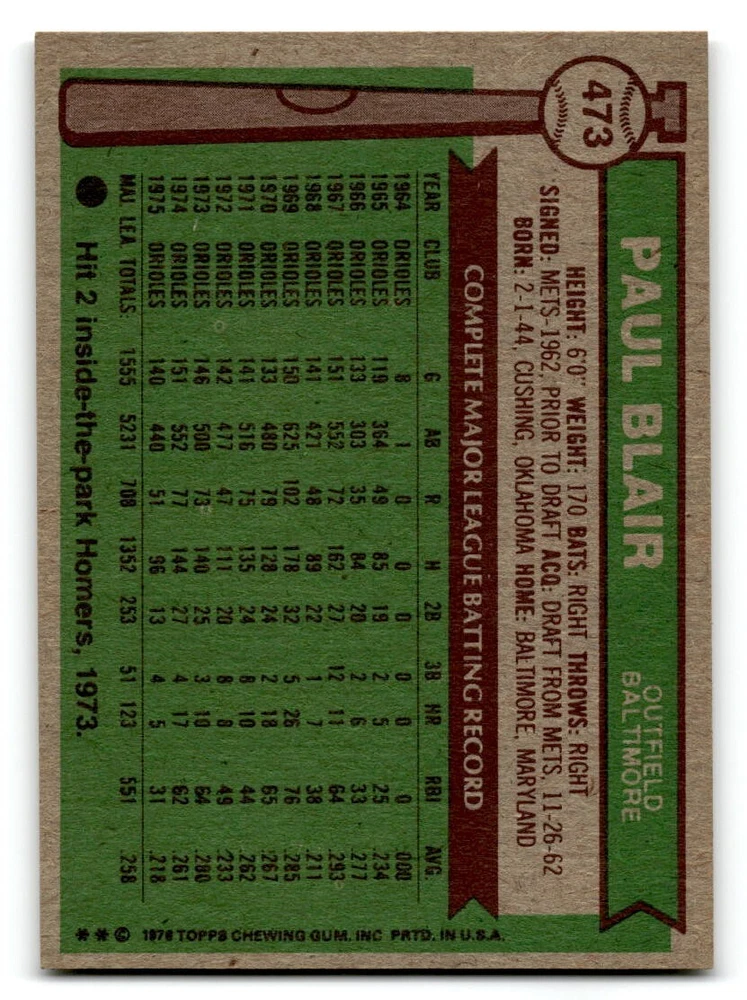 473
PAUL BLAIR
OUTFIELD
BALTIMORE
HEIGHT: 6'0" WEIGHT: 170 BATS: RIGHT THROWS: RIGHT
SIGNED: METS-1962, PRIOR TO DRAFT ACQ: DRAFT FROM METS, 11-26-62
BORN: 2-1-44, CUSHING, OKLAHOMA HOME: BALTIMORE, MARYLAND
COMPLETE MAJOR LEAGUE BATTING RECORD
YEAR CLUB G AB R H 2B 3B HR RBI AVG.
1964 ORIOLES 8 1 0 0 0 0 0 0 .000
1965 ORIOLES 119 364 49 85 19 2 5 25 .234
1966 ORIOLES 133 303 35 84 20 2 6 33 .277
1967 ORIOLES 151 552 72 162 27 12 11 64 .293
1968 ORIOLES 141 421 48 89 22 1 7 38 .211
1969 ORIOLES 150 625 102 178 32 5 26 76 .285
1970 ORIOLES 133 480 79 128 24 2 18 65 .267
1971 ORIOLES 141 516 75 135 24 8 10 44 .262
1972 ORIOLES 142 477 47 111 20 8 8 49 .233
1973 ORIOLES 146 500 73 140 25 3 10 64 .280
1974 ORIOLES 151 552 77 144 27 4 17 62 .261
1975 ORIOLES 140 440 51 96 13 4 5 31 .218
MAJ. LEA. TOTALS: 1555 5231 708 1352 253 51 123 551 .258
Hit 2 inside-the-park Homers, 1973.
** © 1976 TOPPS CHEWING GUM, INC. PRTD. IN U.S.A.